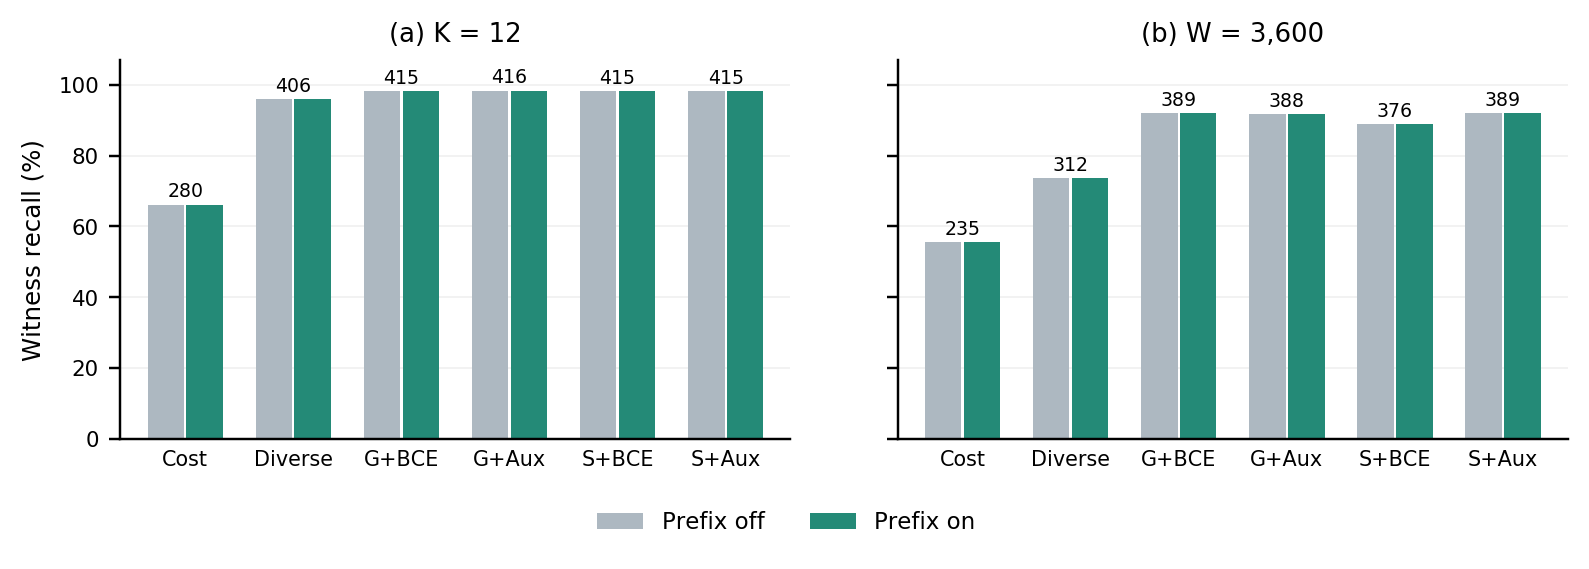 (a) K = 12
Witness recall (%)
100
80
60
40
20
0
280
406
415
416
415
415
Cost
Diverse
G+BCE
G+Aux
S+BCE
S+Aux
(b) W = 3,600
235
312
389
388
376
389
Cost
Diverse
G+BCE
G+Aux
S+BCE
S+Aux
Prefix off
Prefix on